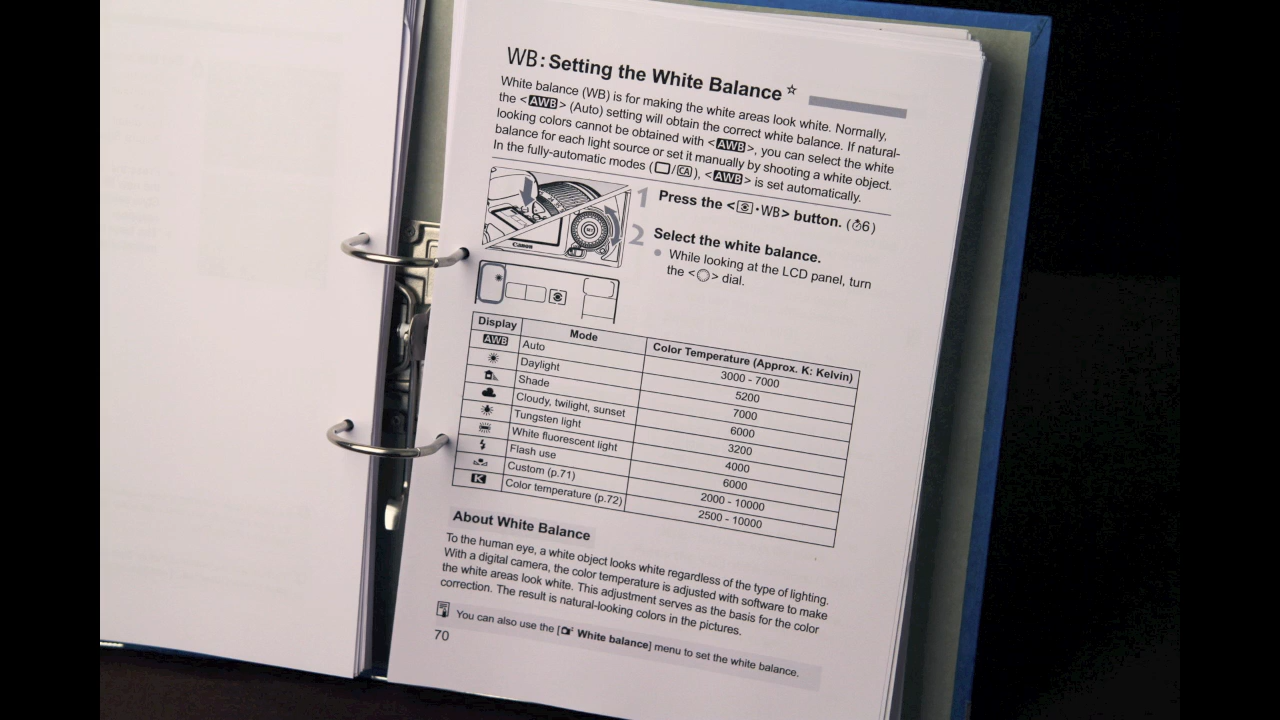 WB: Setting the White Balance ☆
White balance (WB) is for making the white areas look white. Normally,
the <AWB> (Auto) setting will obtain the correct white balance. If natural-
looking colors cannot be obtained with <AWB>, you can select the white
balance for each light source or set it manually by shooting a white object.
In the fully-automatic modes (□/CA), <AWB> is set automatically.
1 Press the <·WB> button. (6)
Canon
2 Select the white balance.
● While looking at the LCD panel, turn
the <> dial.
Display Mode Color Temperature (Approx. K: Kelvin)
AWB Auto 3000 - 7000
Daylight 5200
Shade 7000
Cloudy, twilight, sunset 6000
Tungsten light 3200
White fluorescent light 4000
Flash use 6000
Custom (p.71) 2000 - 10000
K Color temperature (p.72) 2500 - 10000
About White Balance
To the human eye, a white object looks white regardless of the type of lighting.
With a digital camera, the color temperature is adjusted with software to make
the white areas look white. This adjustment serves as the basis for the color
correction. The result is natural-looking colors in the pictures.
You can also use the [ White balance] menu to set the white balance.
70